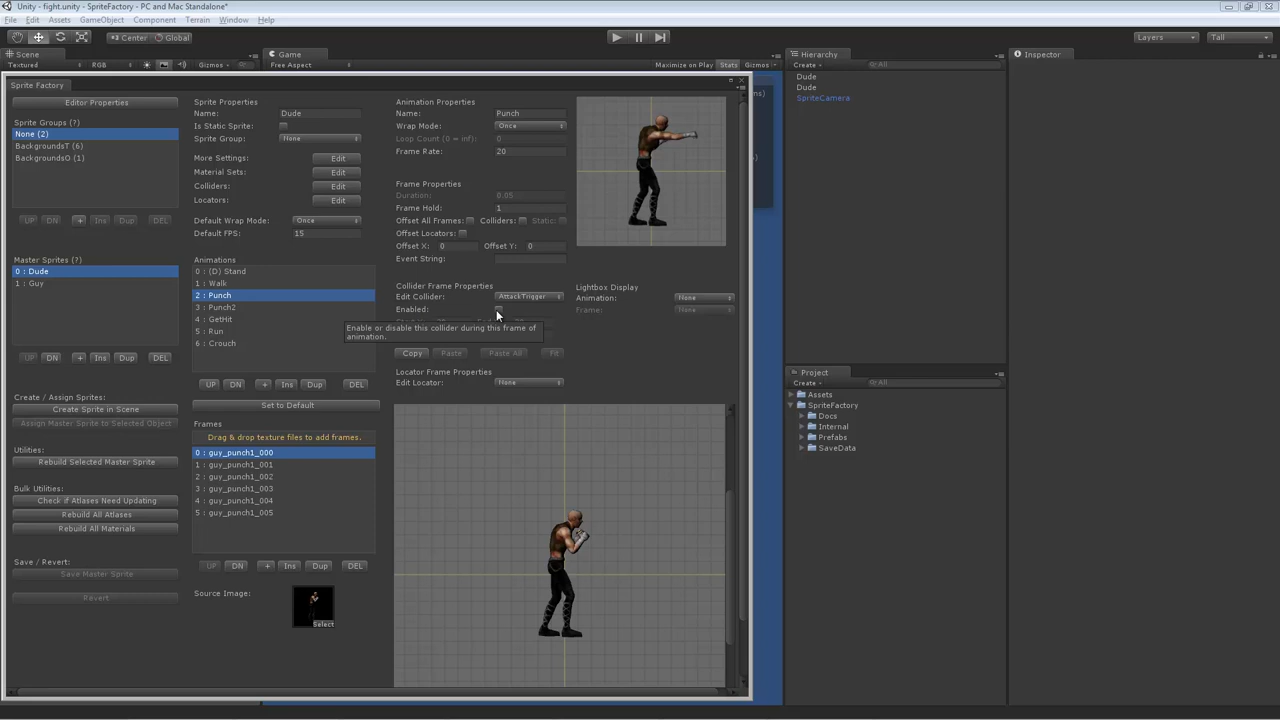 Unity - fight.unity - SpriteFactory - PC and Mac Standalone*
File Edit Assets GameObject Component Terrain Window Help
Center Global Layers Tall
Scene Game Hierarchy Inspector
Textured RGB Gizmos Free Aspect Maximize on Play Stats Gizmos Create All
Sprite Factory
Dude
Dude
SpriteCamera
Editor Properties
Sprite Groups (?)
None (2)
BackgroundsT (6)
BackgroundsO (1)
UP DN + Ins Dup DEL
Master Sprites (?)
0 : Dude
1 : Guy
UP DN + Ins Dup DEL
Create / Assign Sprites:
Create Sprite in Scene
Assign Master Sprite to Selected Object
Utilities:
Rebuild Selected Master Sprite
Bulk Utilities:
Check if Atlases Need Updating
Rebuild All Atlases
Rebuild All Materials
Save / Revert:
Save Master Sprite
Revert
Sprite Properties
Name: Dude
Is Static Sprite:
Sprite Group: None
More Settings: Edit
Material Sets: Edit
Colliders: Edit
Locators: Edit
Default Wrap Mode: Once
Default FPS: 15
Animations
0 : (D) Stand
1 : Walk
2 : Punch
3 : Punch2
4 : GetHit
5 : Run
6 : Crouch
UP DN + Ins Dup DEL
Set to Default
Frames
Drag & drop texture files to add frames.
0 : guy_punch1_000
1 : guy_punch1_001
2 : guy_punch1_002
3 : guy_punch1_003
4 : guy_punch1_004
5 : guy_punch1_005
UP DN + Ins Dup DEL
Source Image:
Select
Animation Properties
Name: Punch
Wrap Mode: Once
Loop Count (0 = inf): 0
Frame Rate: 20
Frame Properties
Duration: 0.05
Frame Hold: 1
Offset All Frames: Colliders: Static:
Offset Locators:
Offset X: 0 Offset Y: 0
Event String:
Collider Frame Properties
Edit Collider: AttackTrigger
Enabled:
Enable or disable this collider during this frame of
animation.
Copy Paste Paste All Fit
Locator Frame Properties
Edit Locator: None
Lightbox Display
Animation: None
Frame: None
Project
Create All
Assets
SpriteFactory
Docs
Internal
Prefabs
SaveData